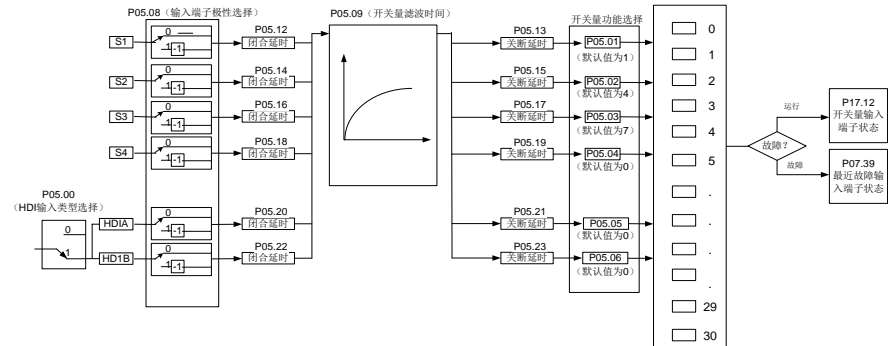 P05.08（输入端子极性选择）
S1
0
1
-1
P05.12
闭合延时
S2
0
1
-1
P05.14
闭合延时
S3
0
1
-1
P05.16
闭合延时
S4
0
1
-1
P05.18
闭合延时
P05.00
（HDI输入类型选择）
0
1
HDIA
0
1
-1
P05.20
闭合延时
HD1B
0
1
-1
P05.22
闭合延时
P05.09（开关量滤波时间）
P05.13
关断延时
P05.15
关断延时
P05.17
关断延时
P05.19
关断延时
P05.21
关断延时
P05.23
关断延时
开关量功能选择
P05.01
（默认值为1）
P05.02
（默认值为4）
P05.03
（默认值为7）
P05.04
（默认值为0）
P05.05
（默认值为0）
P05.06
（默认值为0）
0
1
2
3
4
5
.
.
.
.
29
30
故障？
运行
故障
P17.12
开关量输入
端子状态
P07.39
最近故障输
入端子状态